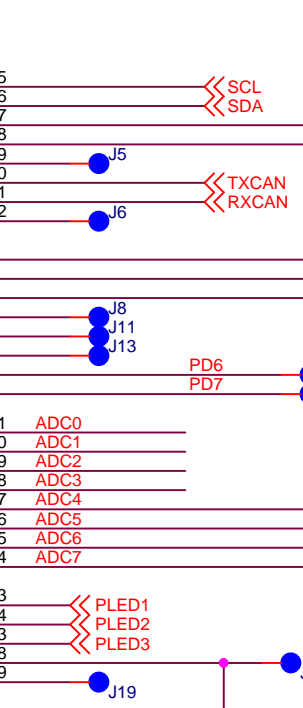 5 SCL
6 SDA
7
8
9 J5
0 TXCAN
1 RXCAN
2 J6
J8
J11
J13
PD6
PD7
1 ADC0
0 ADC1
9 ADC2
8 ADC3
7 ADC4
6 ADC5
5 ADC6
4 ADC7
3 PLED1
4 PLED2
3 PLED3
8
9 J19